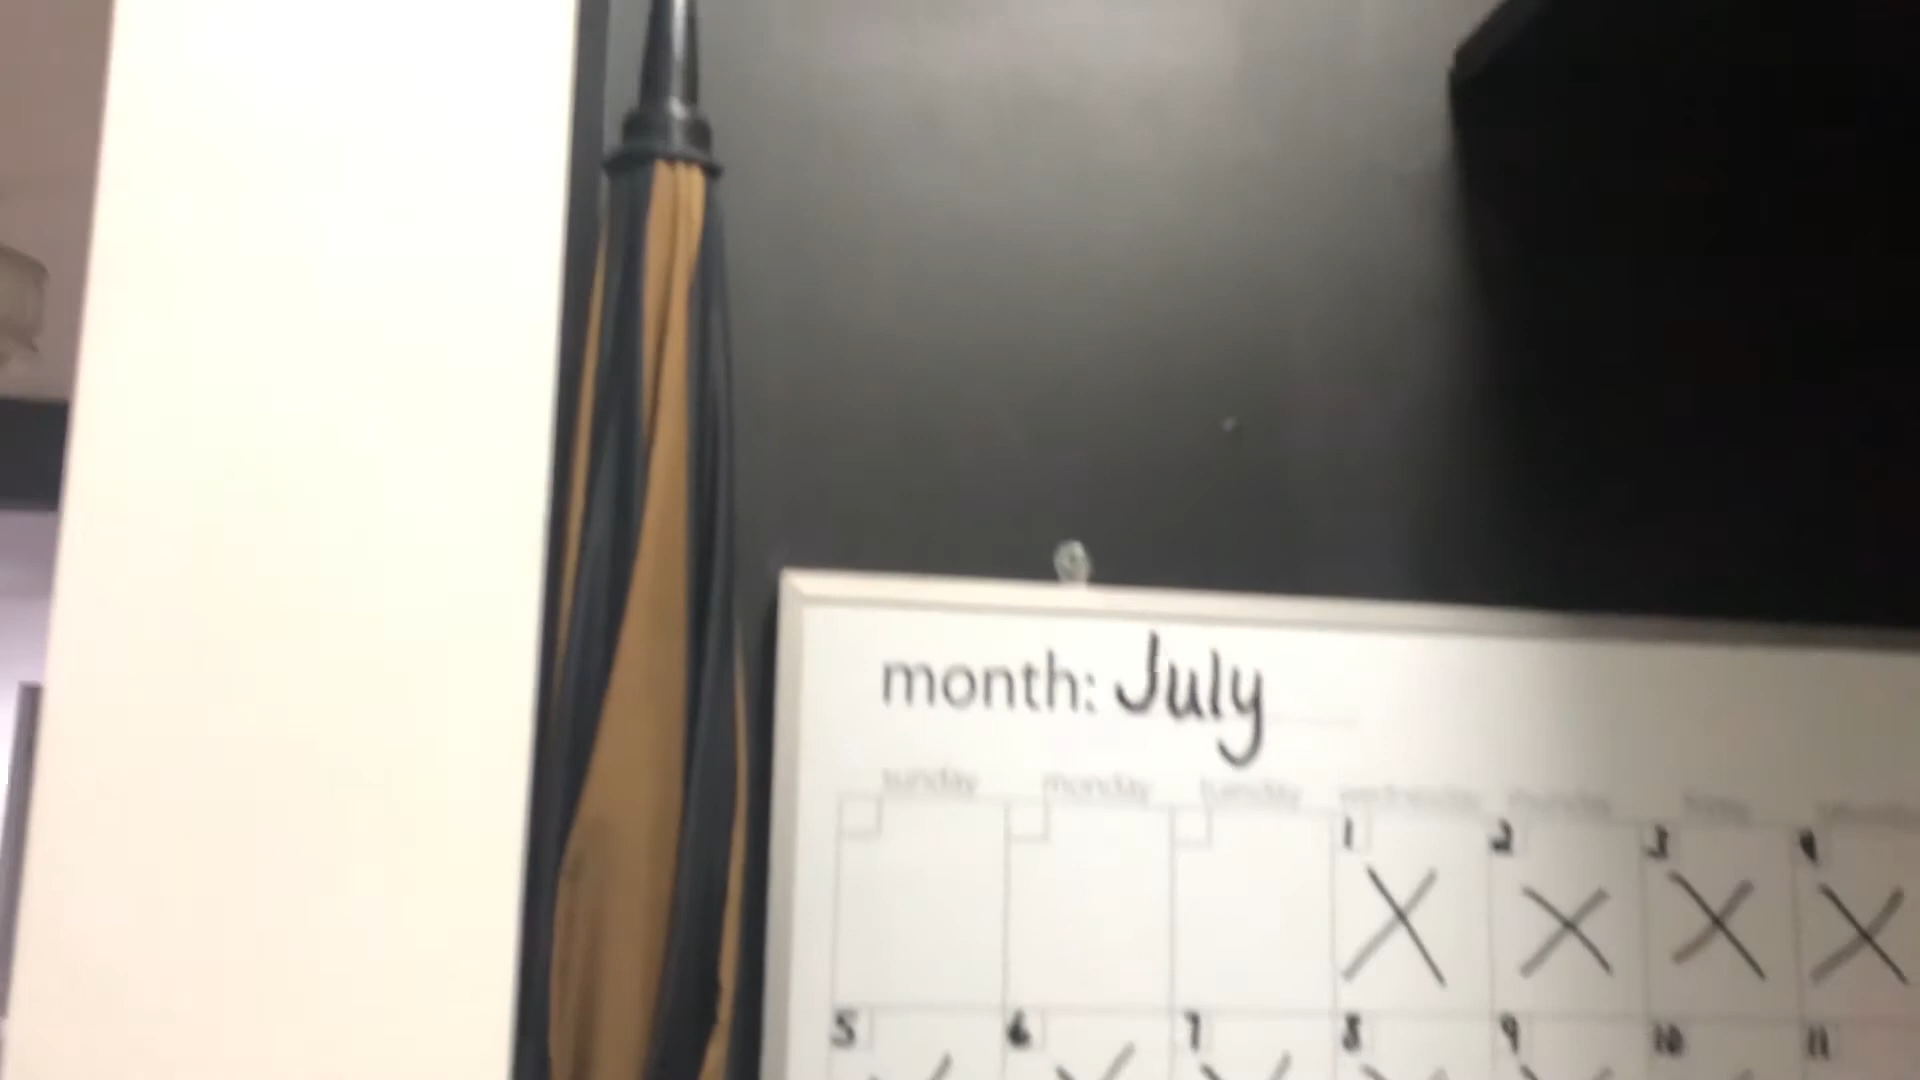 month: July
sunday monday tuesday wednesday thursday friday saturday
1 2 3 4
5 6 7 8 9 10 11